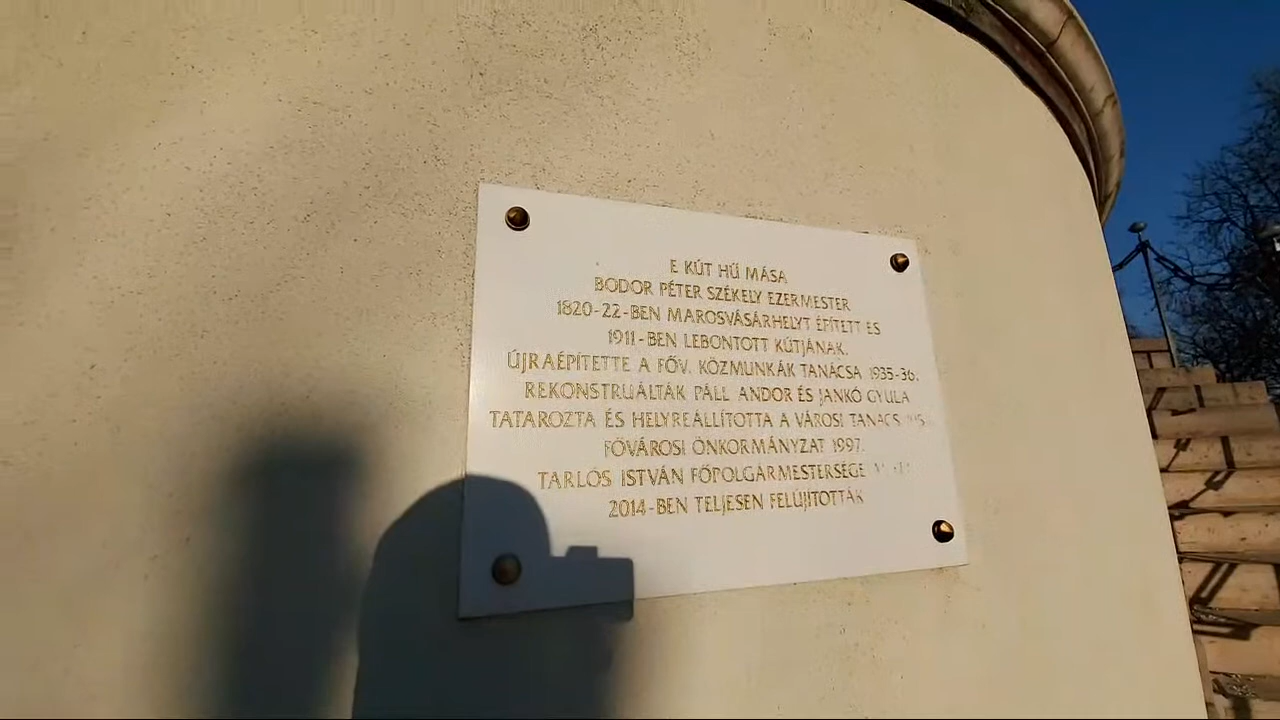 E KÚT HŰ MÁSA
BODOR PÉTER SZÉKELY EZERMESTER
1820-22-BEN MAROSVÁSÁRHELYT ÉPÍTETT ÉS
1911-BEN LEBONTOTT KÚTJÁNAK.
ÚJRAÉPÍTETTE A FŐV. KÖZMUNKÁK TANÁCSA 1935-36.
REKONSTRUÁLTÁK PÁLL ANDOR ÉS JANKÓ GYULA
TATAROZTA ÉS HELYREÁLLÍTOTTA A VÁROSI TANÁCS
FŐVÁROSI ÖNKORMÁNYZAT 1997.
TARLÓS ISTVÁN FŐPOLGÁRMESTERSÉGE
2014-BEN TELJESEN FELÚJÍTOTTÁK